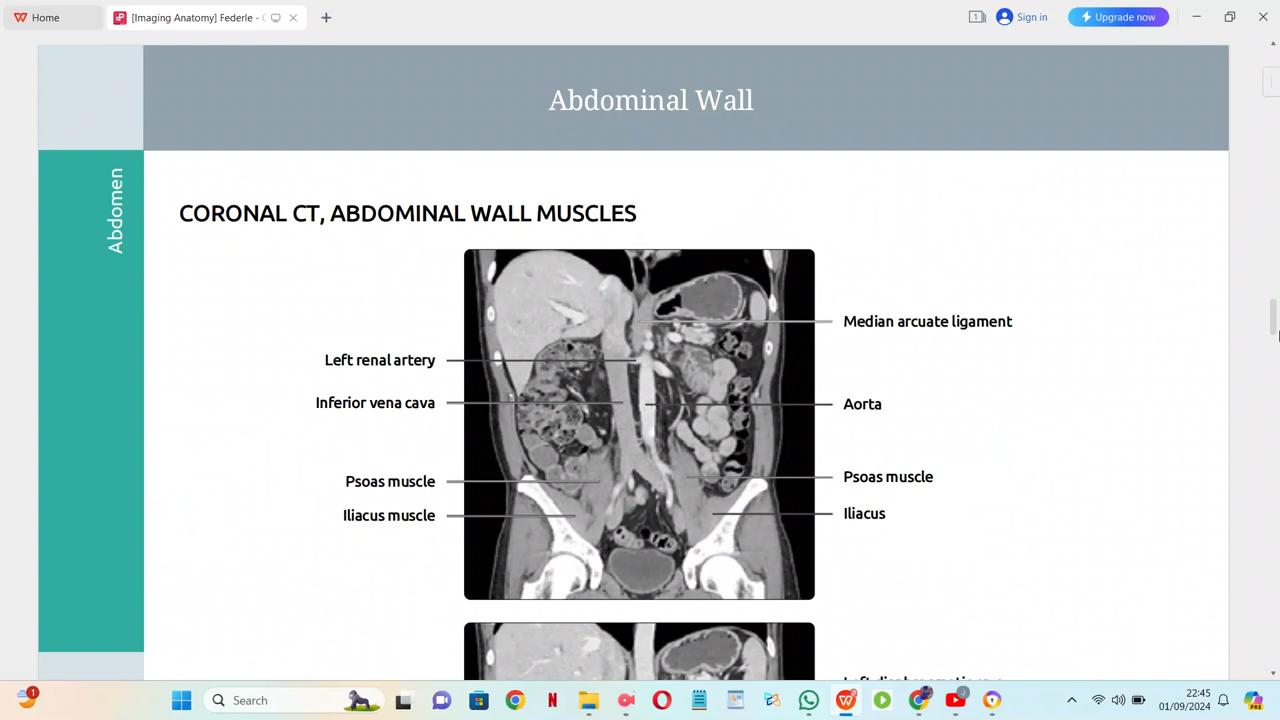 Home
[Imaging Anatomy] Federle -
1
Sign in
Upgrade now
Abdominal Wall
Abdomen
CORONAL CT, ABDOMINAL WALL MUSCLES
Median arcuate ligament
Left renal artery
Inferior vena cava
Aorta
Psoas muscle
Psoas muscle
Iliacus muscle
Iliacus
1
Search
22:45
01/09/2024